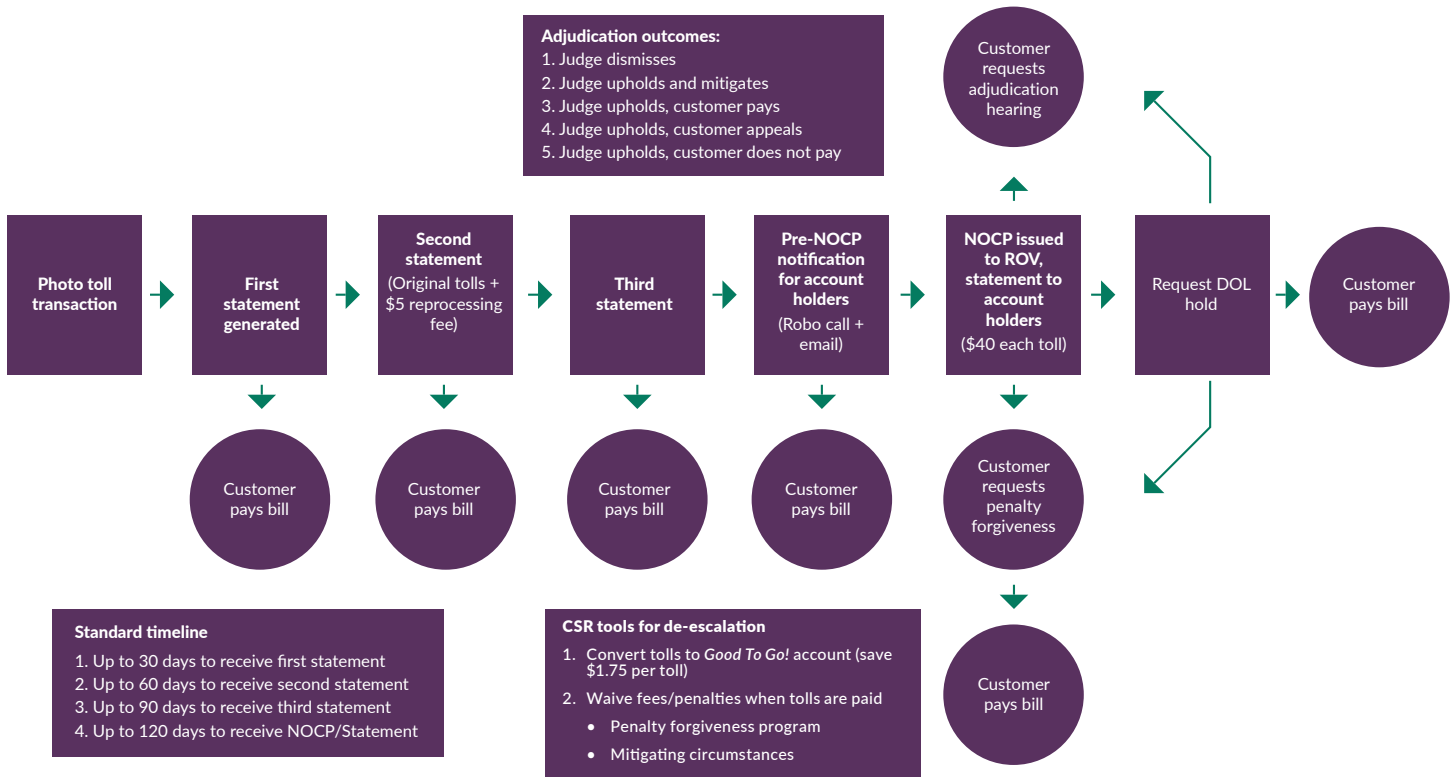 Adjudication outcomes:
1. Judge dismisses
2. Judge upholds and mitigates
3. Judge upholds, customer pays
4. Judge upholds, customer appeals
5. Judge upholds, customer does not pay
Customer
requests
adjudication
hearing
Photo toll
transaction
First
statement
generated
Second
statement
(Original tolls +
$5 reprocessing
fee)
Third
statement
Pre-NOCP
notification
for account
holders
(Robo call +
email)
NOCP issued
to ROV,
statement to
account
holders
($40 each toll)
Request DOL
hold
Customer
pays bill
Customer
pays bill
Customer
pays bill
Customer
pays bill
Customer
pays bill
Customer
requests
penalty
forgiveness
Standard timeline
1. Up to 30 days to receive first statement
2. Up to 60 days to receive second statement
3. Up to 90 days to receive third statement
4. Up to 120 days to receive NOCP/Statement
CSR tools for de-escalation
1. Convert tolls to Good To Go! account (save
$1.75 per toll)
2. Waive fees/penalties when tolls are paid
• Penalty forgiveness program
• Mitigating circumstances
Customer
pays bill